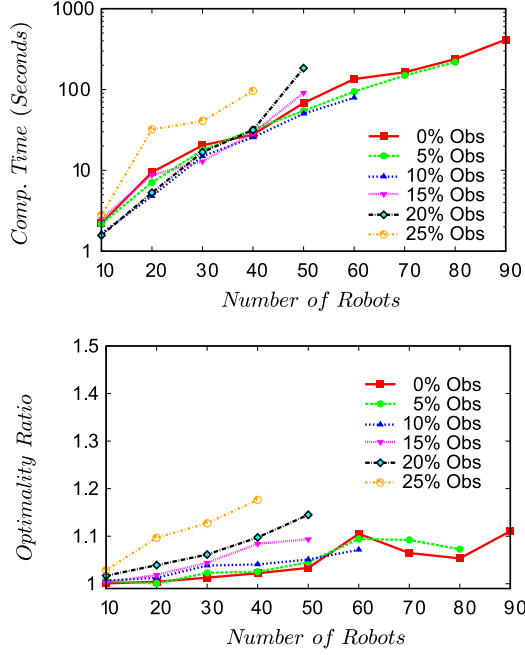 1000
100
10
1
Comp. Time (Seconds)
0% Obs
5% Obs
10% Obs
15% Obs
20% Obs
25% Obs
10 20 30 40 50 60 70 80 90
Number of Robots
1.5
1.4
1.3
1.2
1.1
1
Optimality Ratio
0% Obs
5% Obs
10% Obs
15% Obs
20% Obs
25% Obs
10 20 30 40 50 60 70 80 90
Number of Robots